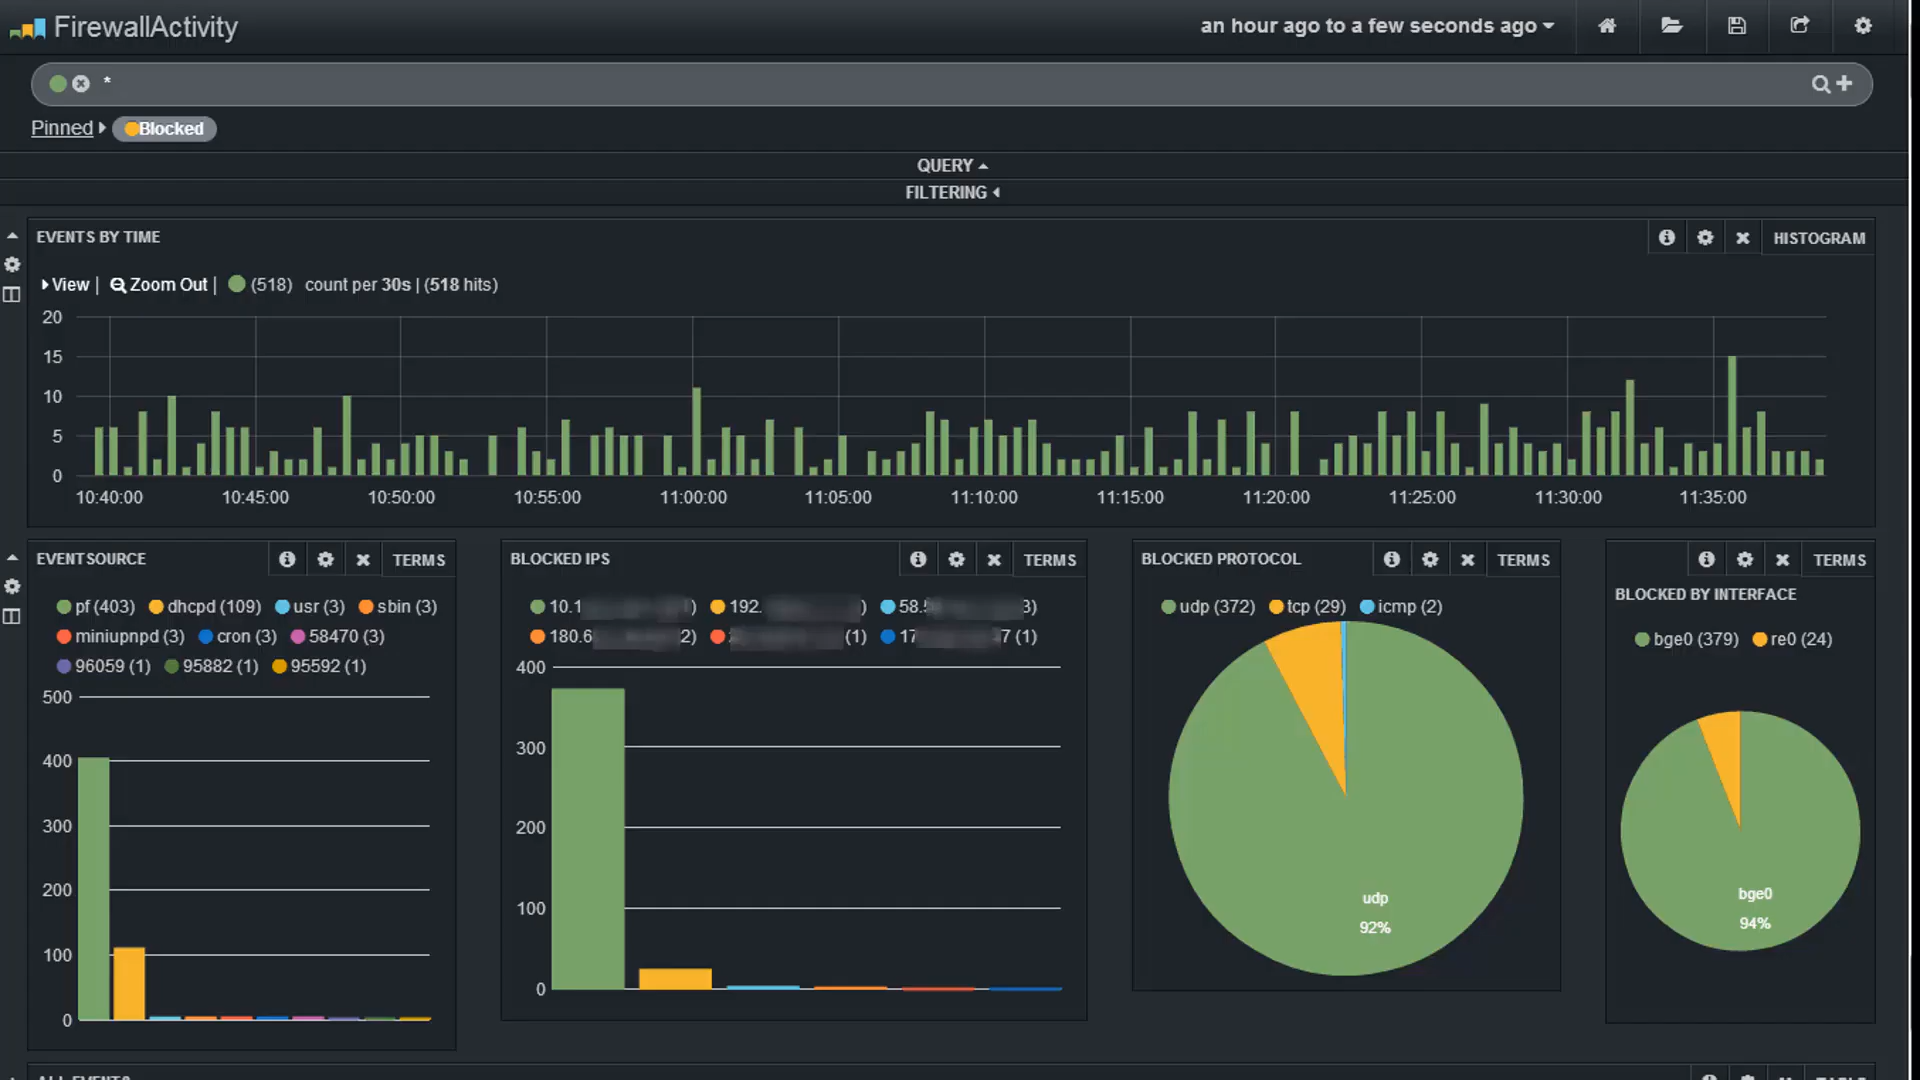 FirewallActivity
an hour ago to a few seconds ago
*
Pinned
Blocked
QUERY
FILTERING
EVENTS BY TIME
HISTOGRAM
View | Zoom Out | (518) count per 30s | (518 hits)
20
15
10
5
0
10:40:00 10:45:00 10:50:00 10:55:00 11:00:00 11:05:00 11:10:00 11:15:00 11:20:00 11:25:00 11:30:00 11:35:00
EVENTSOURCE
TERMS
pf (403) dhcpd (109) usr (3) sbin (3)
miniupnpd (3) cron (3) 58470 (3)
96059 (1) 95882 (1) 95592 (1)
500
400
300
200
100
0
BLOCKED IPS
TERMS
10.1 ) 192. ) 58. 3)
180.6 2) (1) 17 7 (1)
400
300
200
100
0
BLOCKED PROTOCOL
TERMS
udp (372) tcp (29) icmp (2)
udp
92%
TERMS
BLOCKED BY INTERFACE
bge0 (379) re0 (24)
bge0
94%
ALL EVENTS
TABLE